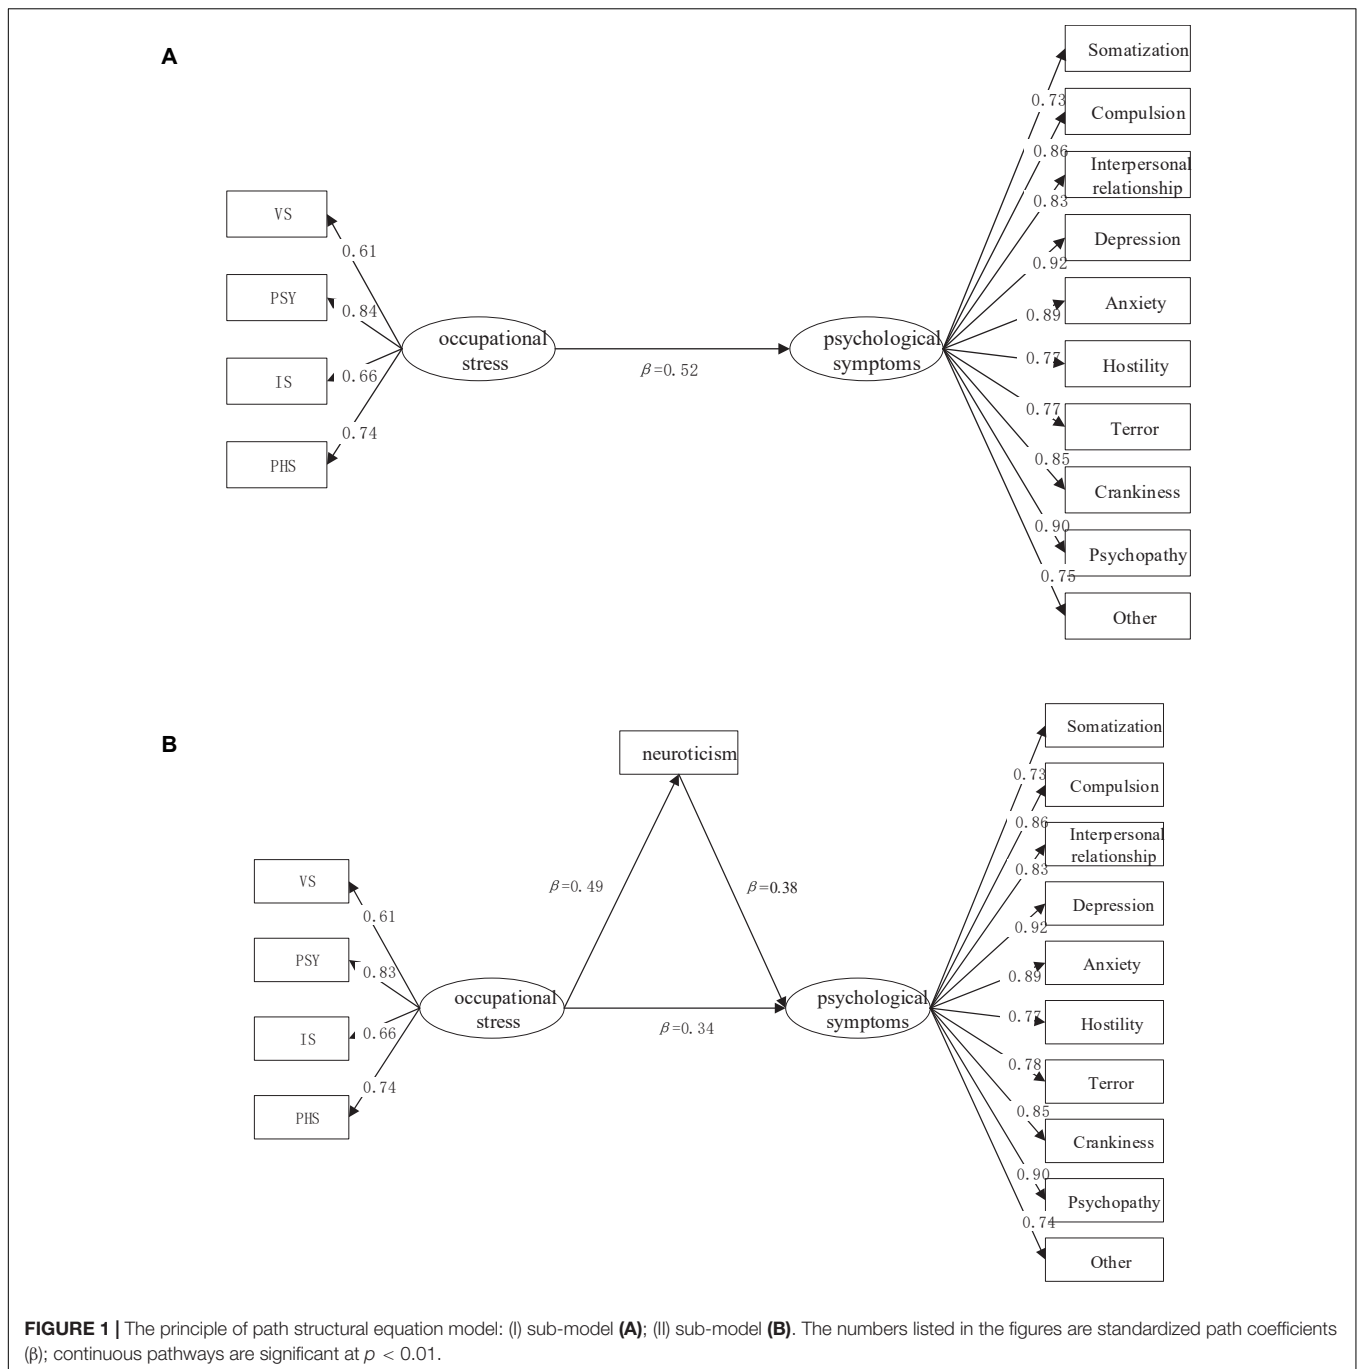 A
Somatization
0.73
Compulsion
0.86
Interpersonal
relationship
0.83
VS
0.61
Depression
0.92
PSY
0.84
Anxiety
0.89
occupational
stress
β=0.52
psychological
symptoms
Hostility
0.77
IS
0.66
Terror
0.77
PHS
0.74
Crankiness
0.85
Psychopathy
0.90
Other
0.75
B
neuroticism
Somatization
0.73
Compulsion
0.86
Interpersonal
relationship
0.83
VS
0.61
β=0.49
β=0.38
Depression
0.92
PSY
0.83
Anxiety
0.89
occupational
stress
β=0.34
psychological
symptoms
Hostility
0.77
IS
0.66
Terror
0.78
PHS
0.74
Crankiness
0.85
Psychopathy
0.90
Other
0.74
FIGURE 1 | The principle of path structural equation model: (I) sub-model (A); (II) sub-model (B). The numbers listed in the figures are standardized path coefficients
(β); continuous pathways are significant at p < 0.01.